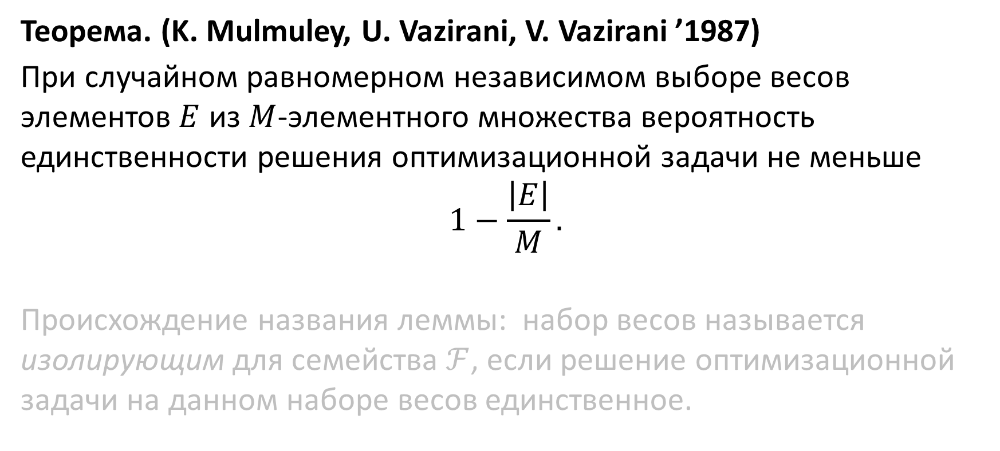 Теорема. (K. Mulmuley, U. Vazirani, V. Vazirani ’1987)
При случайном равномерном независимом выборе весов
элементов 𝐸 из 𝑀-элементного множества вероятность
единственности решения оптимизационной задачи не меньше
1 − |𝐸|/𝑀.
Происхождение названия леммы: набор весов называется
изолирующим для семейства ℱ, если решение оптимизационной
задачи на данном наборе весов единственное.